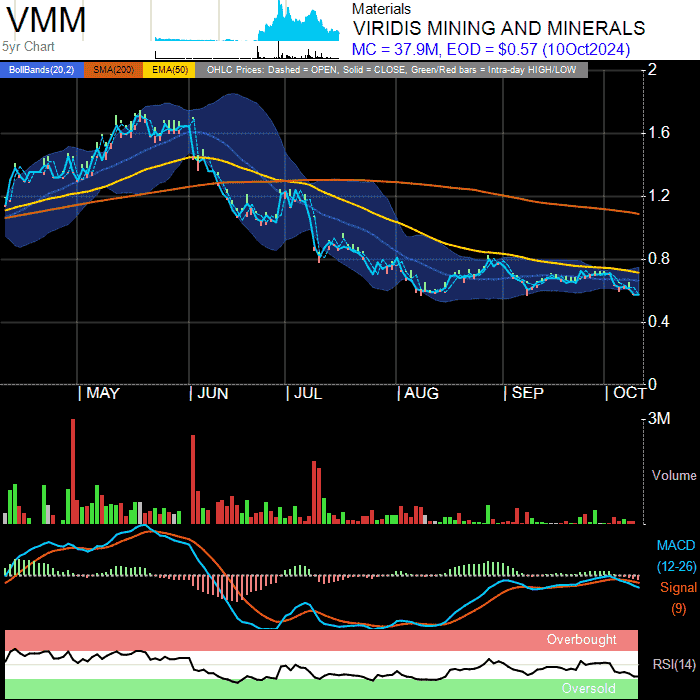 VMM
5yr Chart
Materials
VIRIDIS MINING AND MINERALS
MC = 37.9M, EOD = $0.57 (10Oct2024)
BollBands(20,2) SMA(200) EMA(50) OHLC Prices: Dashed = OPEN, Solid = CLOSE, Green/Red bars = Intra-day HIGH/LOW
2
1.6
1.2
0.8
0.4
0
| MAY | JUN | JUL | AUG | SEP | OCT
3M
Volume
MACD
(12-26)
Signal
(9)
Overbought
RSI(14)
Oversold